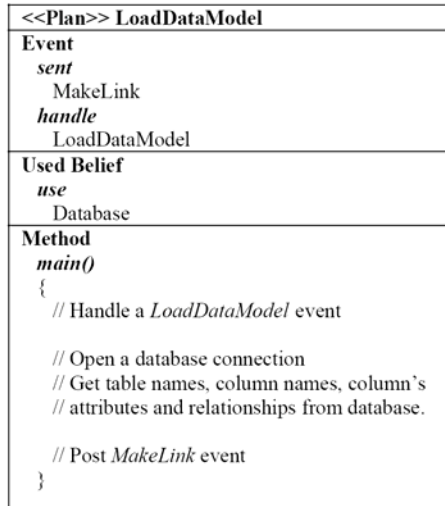 <<Plan>> LoadDataModel
Event
sent
MakeLink
handle
LoadDataModel
Used Belief
use
Database
Method
main()
{
// Handle a LoadDataModel event
// Open a database connection
// Get table names, column names, column's
// attributes and relationships from database.
// Post MakeLink event
}